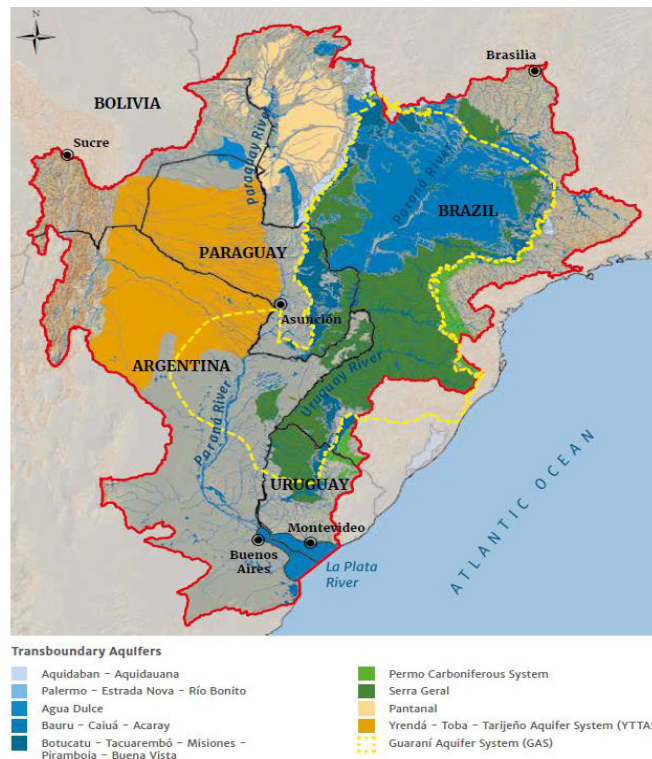 N
Brasilia
BOLIVIA
Sucre
Paraguay River
Paraná River
BRAZIL
PARAGUAY
Asunción
ARGENTINA
Uruguay River
Paraná River
URUGUAY
Montevideo
Buenos
Aires
La Plata
River
ATLANTIC OCEAN
Transboundary Aquifers
Aquidaban - Aquidauana
Palermo - Estrada Nova - Río Bonito
Agua Dulce
Bauru - Caiuá - Acaray
Botucatu - Tacuarembó - Misiones -
Piramboia - Buena Vista
Permo Carboniferous System
Serra Geral
Pantanal
Yrendá - Toba - Tarijeño Aquifer System (YTTAS
Guaraní Aquifer System (GAS)